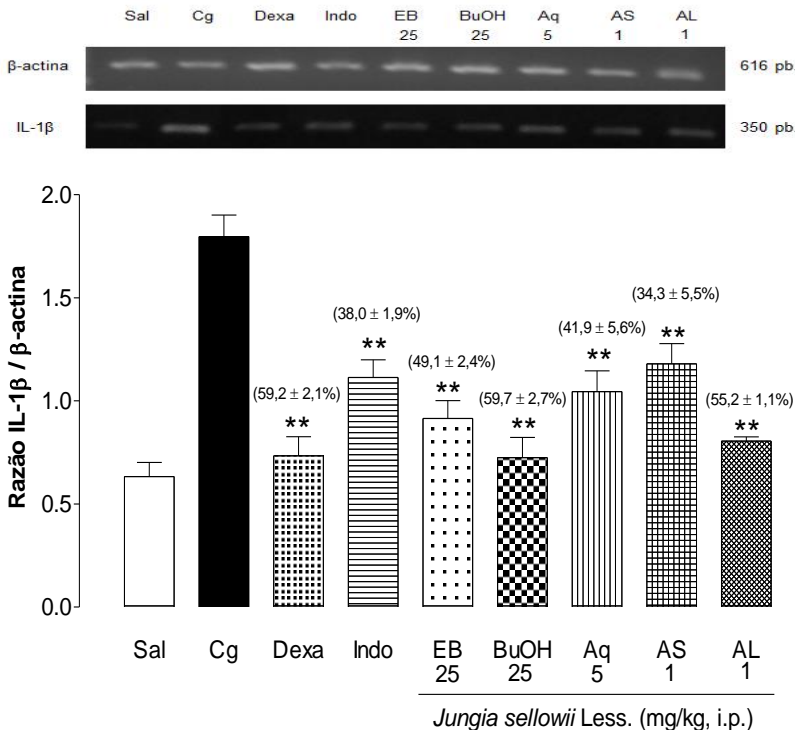 Sal Cg Dexa Indo EB BuOH Aq AS AL
25 25 5 1 1
β-actina 616 pb.
IL-1β 350 pb.
Razão IL-1β / β-actina
2.0
1.5
1.0
0.5
0.0
(59,2 ± 2,1%)
**
(38,0 ± 1,9%)
**
(49,1 ± 2,4%)
**
(59,7 ± 2,7%)
**
(41,9 ± 5,6%)
**
(34,3 ± 5,5%)
**
(55,2 ± 1,1%)
**
Sal Cg Dexa Indo EB BuOH Aq AS AL
25 25 5 1 1
Jungia sellowii Less. (mg/kg, i.p.)